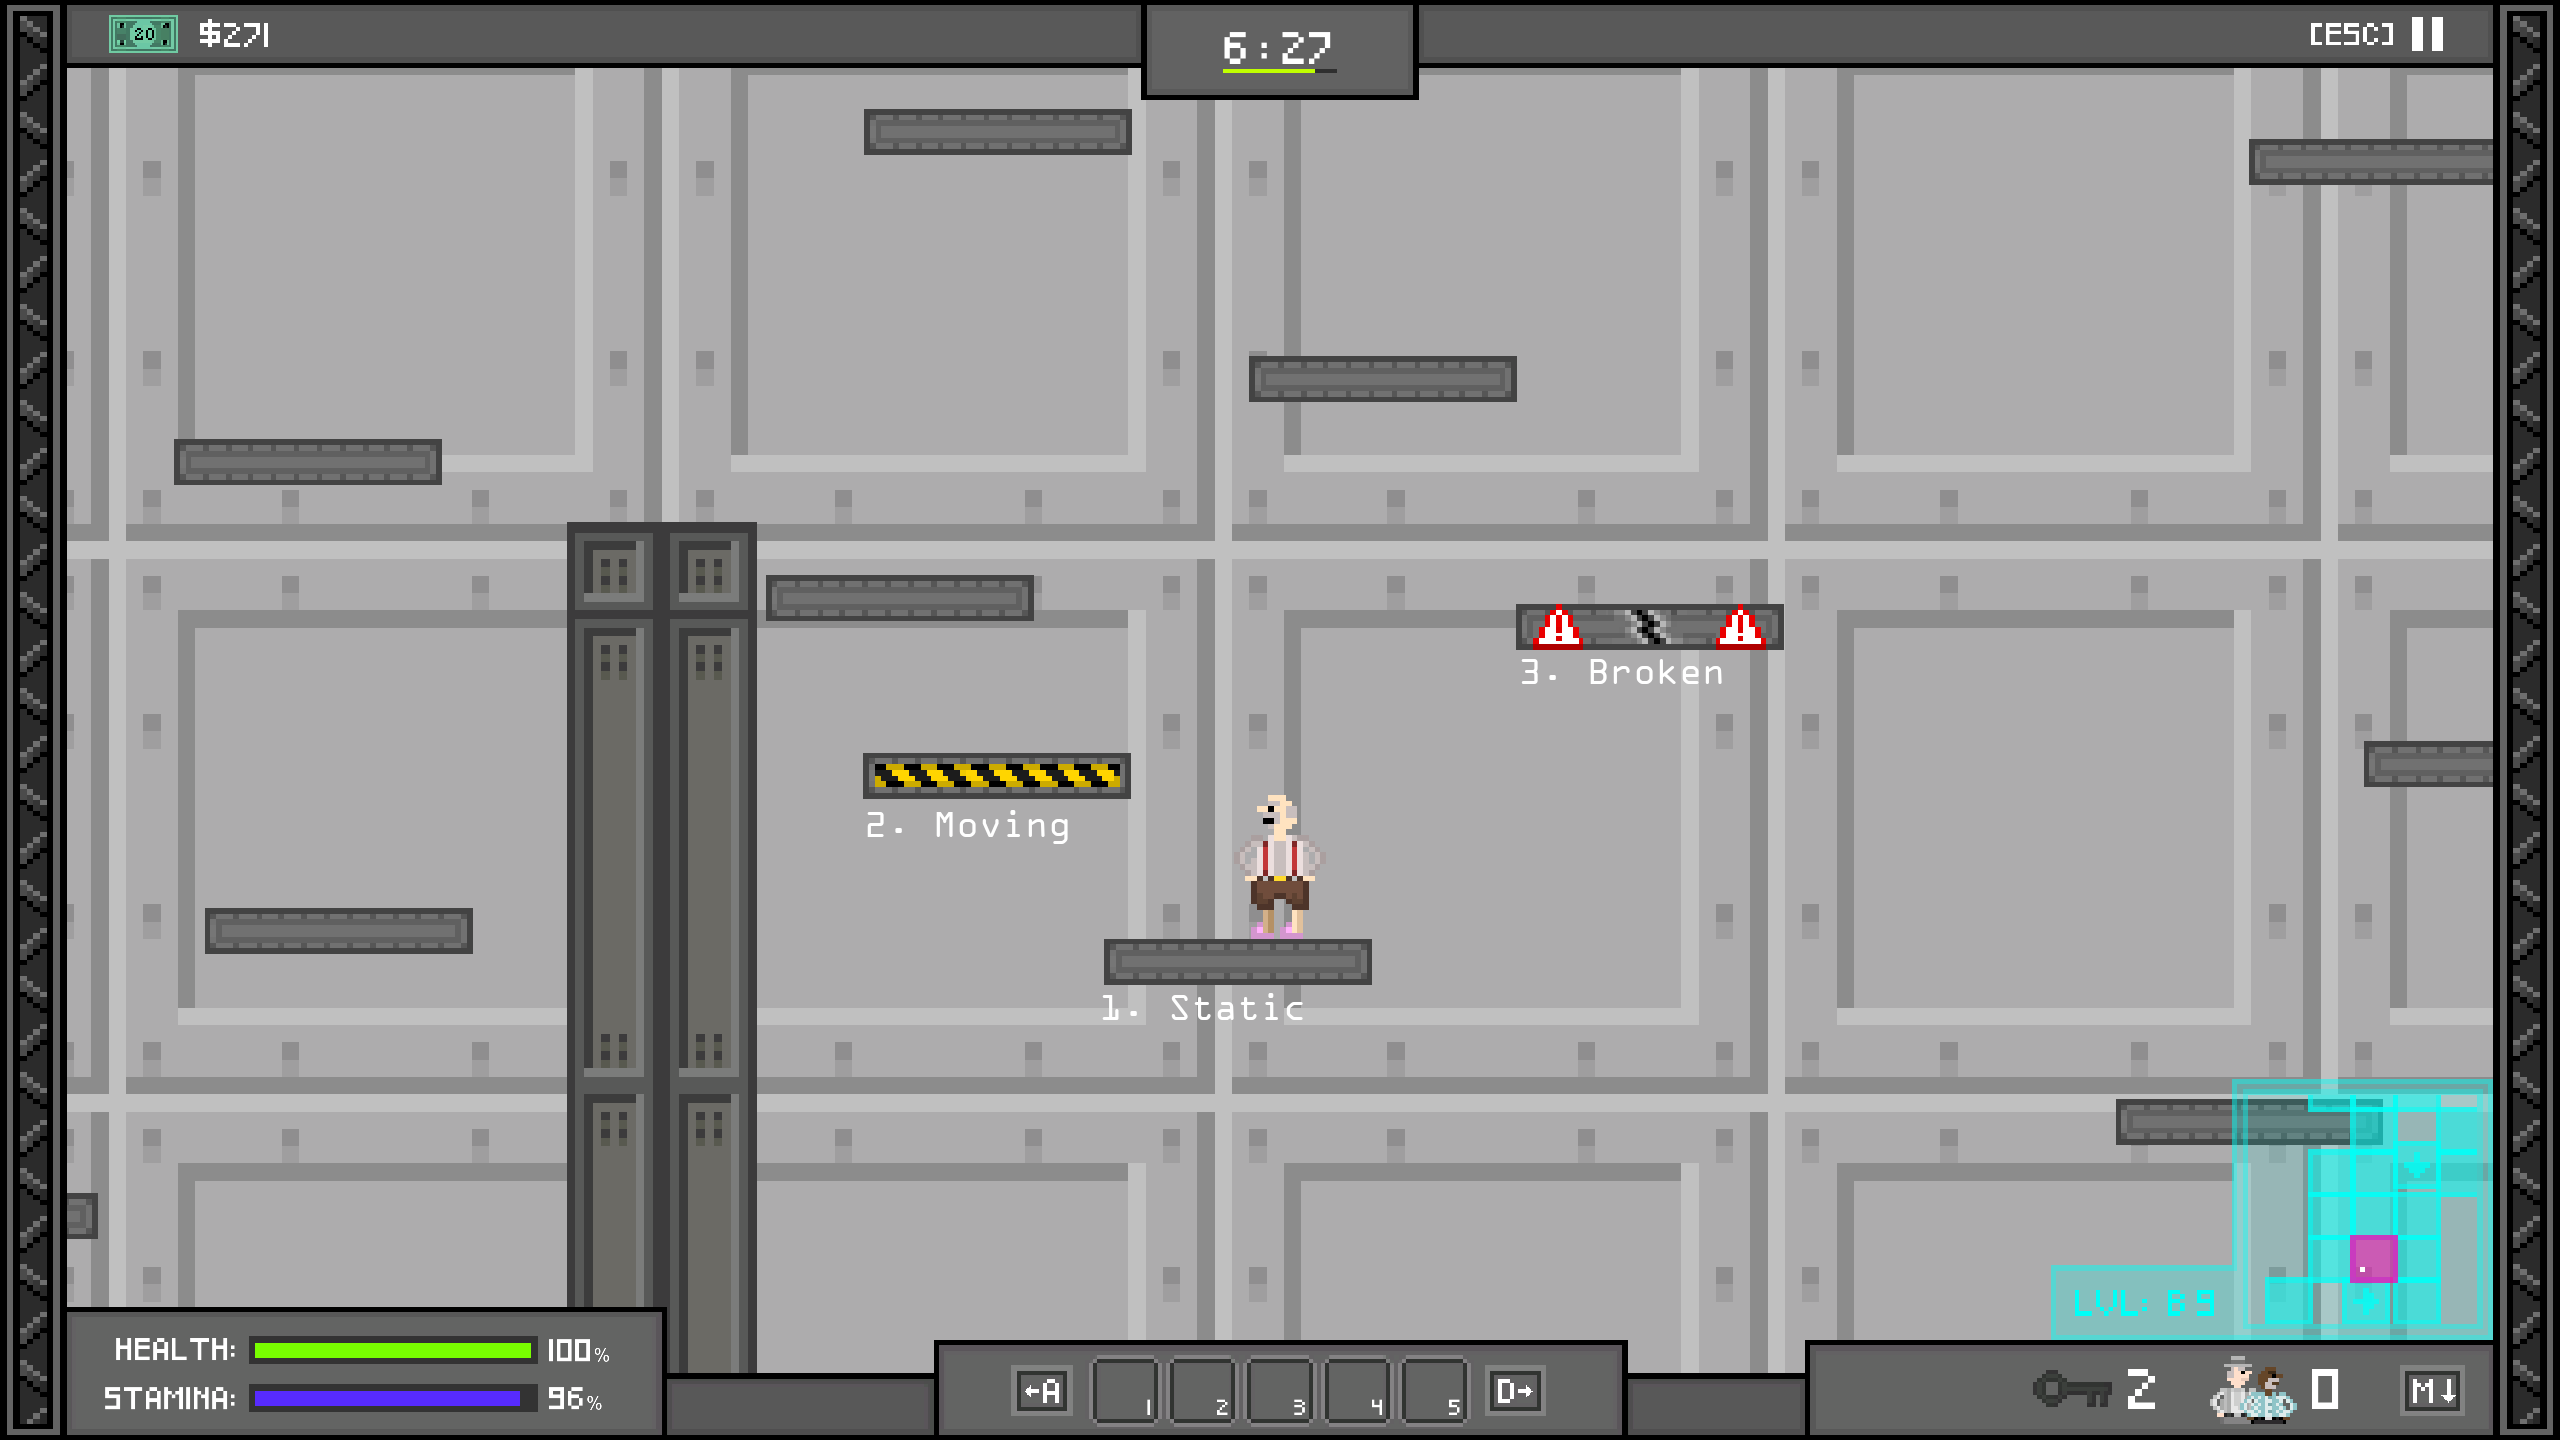 20 $271
6:27
[ESC]
3. Broken
2. Moving
1. Static
LVL: B9
HEALTH: 100%
STAMINA: 96%
←A 1 2 3 4 5 D→
2 0 M↓